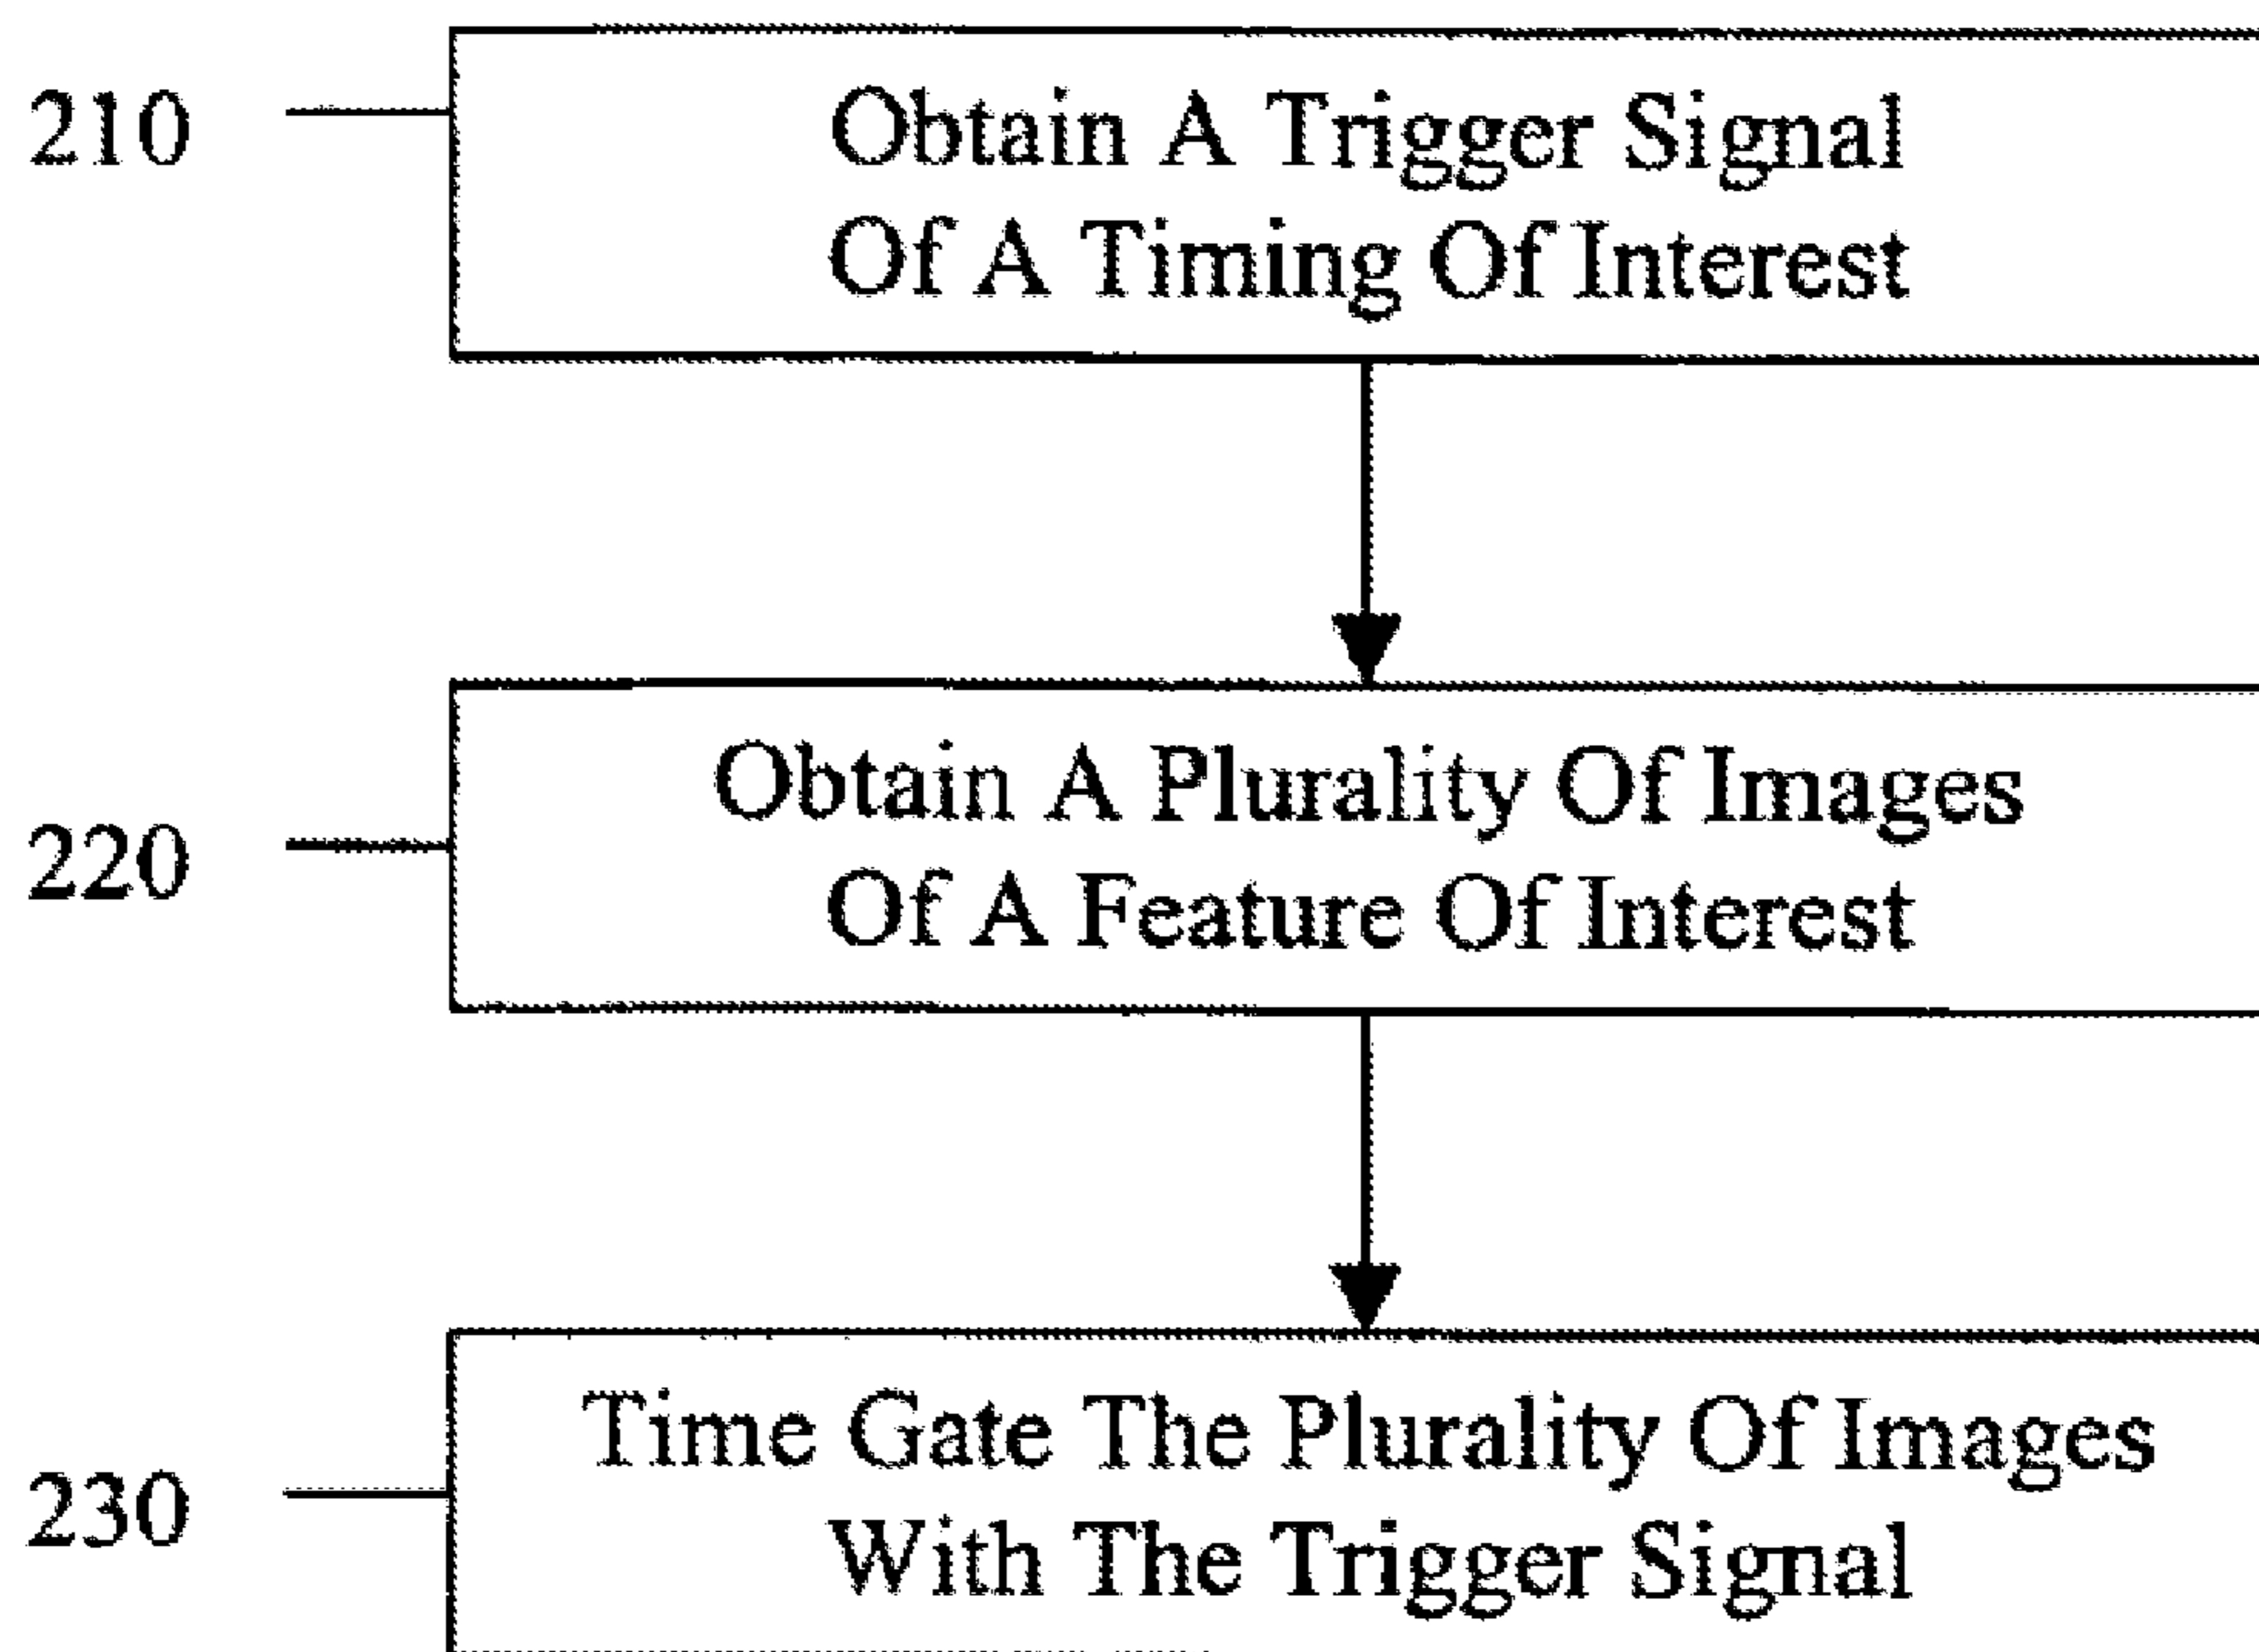 210
Obtain A Trigger Signal
Of A Timing Of Interest
220
Obtain A Plurality Of Images
Of A Feature Of Interest
230
Time Gate The Plurality Of Images
With The Trigger Signal